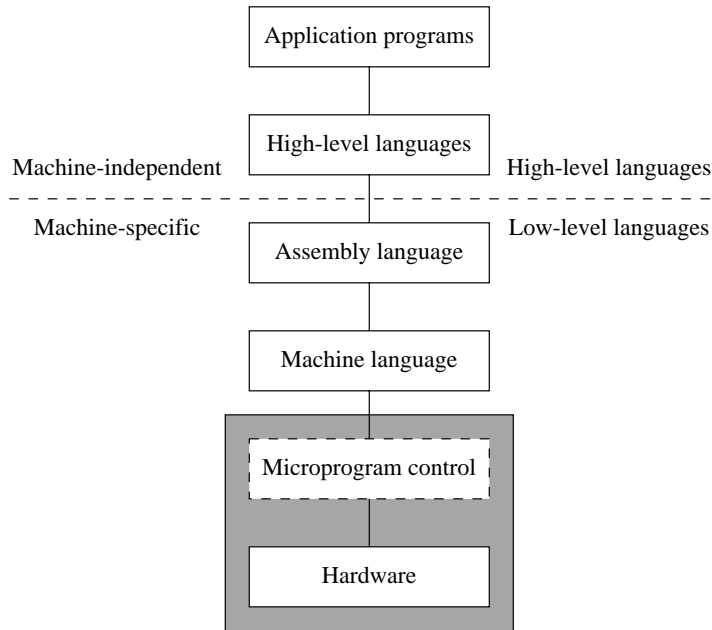 Application programs
High-level languages
Machine-independent
High-level languages
Machine-specific
Low-level languages
Assembly language
Machine language
Microprogram control
Hardware